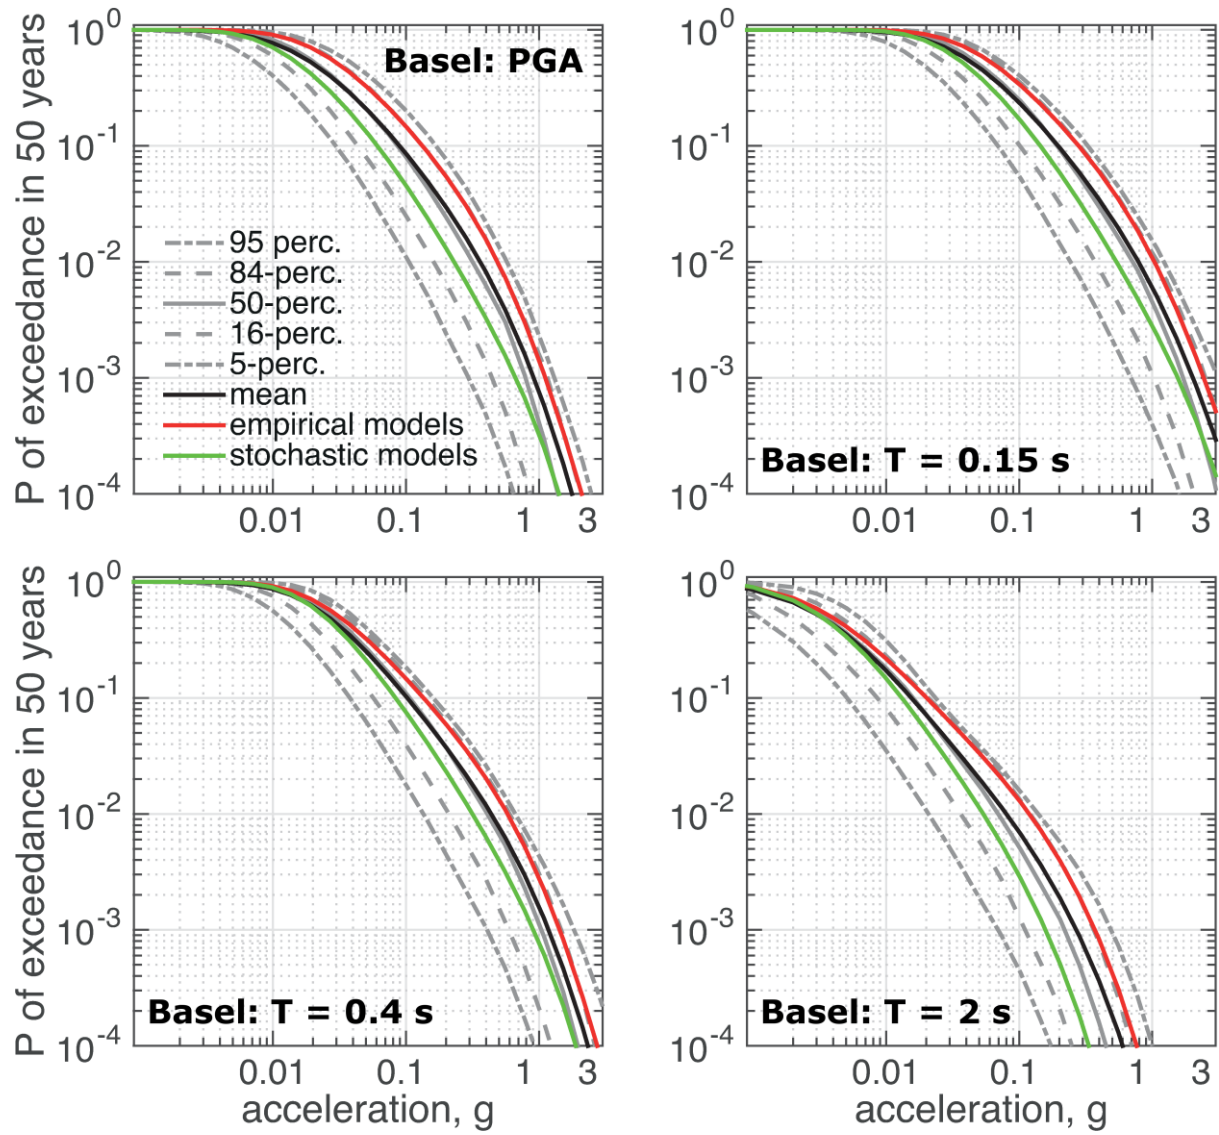 P of exceedance in 50 years
10^0
10^-1
10^-2
10^-3
10^-4
Basel: PGA
95 perc.
84-perc.
50-perc.
16-perc.
5-perc.
mean
empirical models
stochastic models
0.01 0.1 1 3
10^0
10^-1
10^-2
10^-3
10^-4
Basel: T = 0.15 s
0.01 0.1 1 3
P of exceedance in 50 years
10^0
10^-1
10^-2
10^-3
10^-4
Basel: T = 0.4 s
0.01 0.1 1 3
acceleration, g
10^0
10^-1
10^-2
10^-3
10^-4
Basel: T = 2 s
0.01 0.1 1 3
acceleration, g